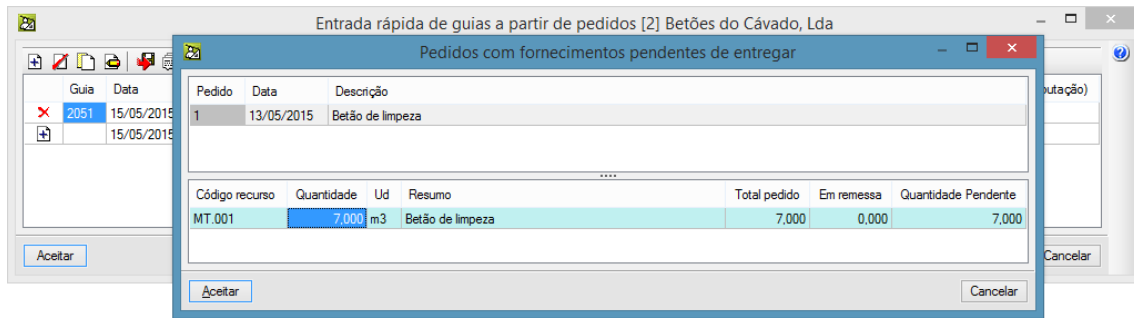 Entrada rápida de guias a partir de pedidos [2] Betões do Cávado, Lda
Pedidos com fornecimentos pendentes de entregar
Guia Data
2051 15/05/2015
15/05/2015
Pedido Data Descrição
1 13/05/2015 Betão de limpeza
Código recurso Quantidade Ud Resumo Total pedido Em remessa Quantidade Pendente
MT.001 7,000 m3 Betão de limpeza 7,000 0,000 7,000
Aceitar Cancelar
Aceitar Cancelar